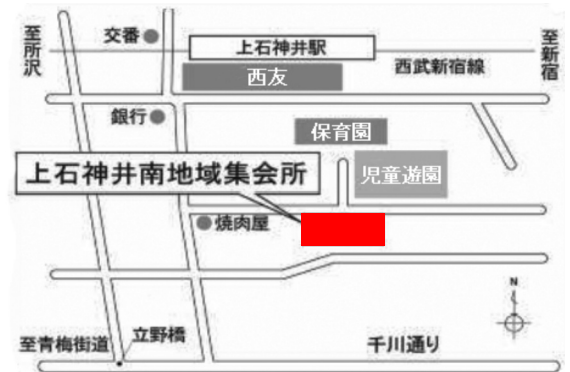 至所沢
交番
上石神井駅
至新宿
西友
西武新宿線
銀行
保育園
上石神井南地域集会所
児童遊園
焼肉屋
N
立野橋
至青梅街道
千川通り